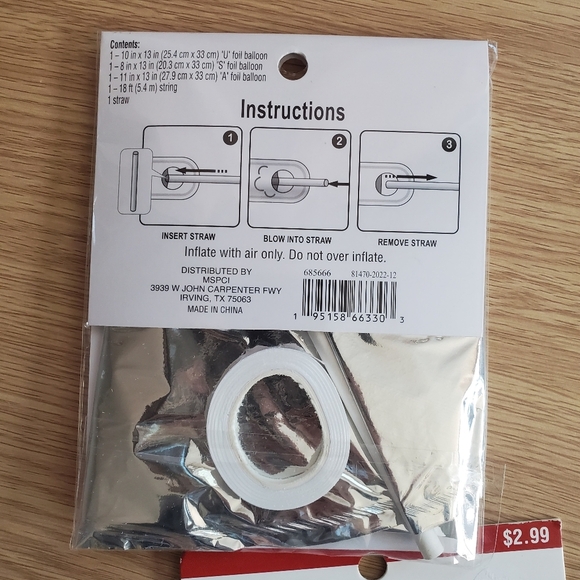 Contents:
1 – 10 in x 13 in (25.4 cm x 33 cm) 'U' foil balloon
1 – 8 in x 13 in (20.3 cm x 33 cm) 'S' foil balloon
1 – 11 in x 13 in (27.9 cm x 33 cm) 'A' foil balloon
1 – 18 ft (5.4 m) string
1 straw
Instructions
1
2
3
INSERT STRAW
BLOW INTO STRAW
REMOVE STRAW
Inflate with air only. Do not over inflate.
DISTRIBUTED BY
MSPCI
3939 W JOHN CARPENTER FWY
IRVING, TX 75063
MADE IN CHINA
685666 81470-2022-12
1 95158 66330 3
$2.99